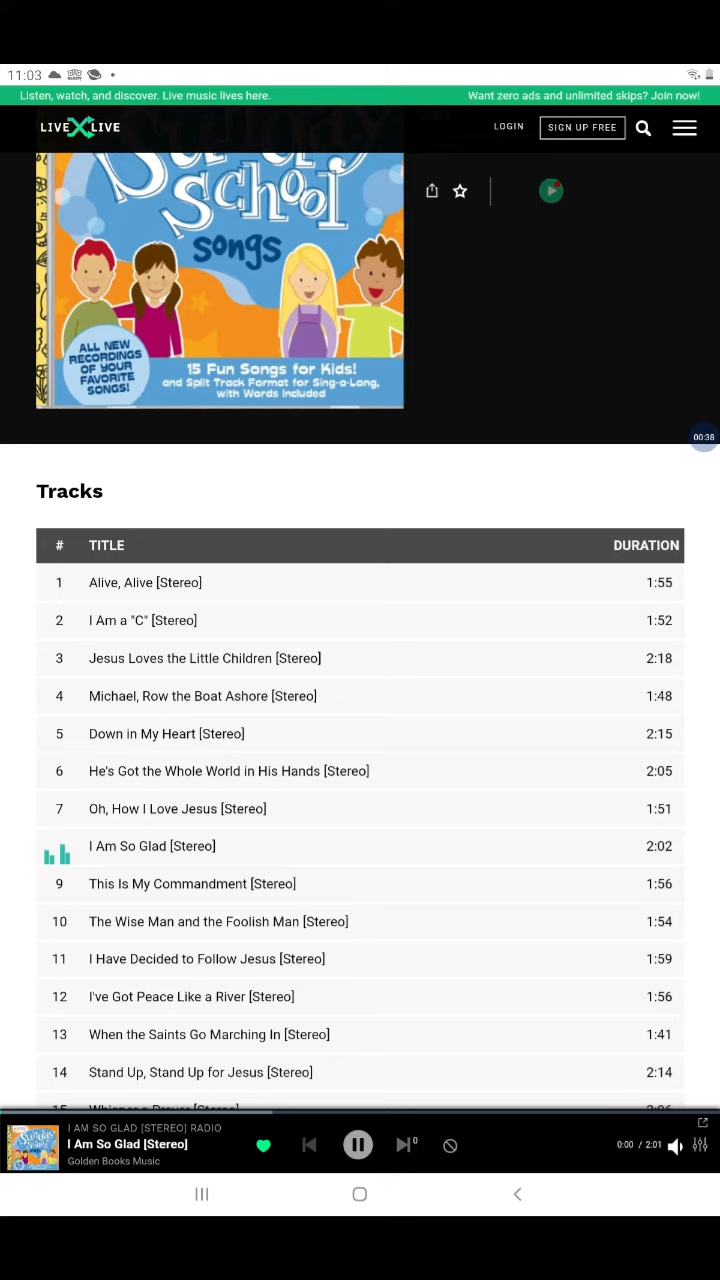 11:03
Listen, watch, and discover. Live music lives here. Want zero ads and unlimited skips? Join now!
LIVE X LIVE LOGIN SIGN UP FREE
2004
Sunday
School
songs
ALL NEW
RECORDINGS
OF YOUR
FAVORITE
SONGS!
15 Fun Songs for Kids!
and Split Track Format for Sing-a-Long,
with Words Included
00:38
Tracks
# TITLE DURATION
1 Alive, Alive [Stereo] 1:55
2 I Am a "C" [Stereo] 1:52
3 Jesus Loves the Little Children [Stereo] 2:18
4 Michael, Row the Boat Ashore [Stereo] 1:48
5 Down in My Heart [Stereo] 2:15
6 He's Got the Whole World in His Hands [Stereo] 2:05
7 Oh, How I Love Jesus [Stereo] 1:51
I Am So Glad [Stereo] 2:02
9 This Is My Commandment [Stereo] 1:56
10 The Wise Man and the Foolish Man [Stereo] 1:54
11 I Have Decided to Follow Jesus [Stereo] 1:59
12 I've Got Peace Like a River [Stereo] 1:56
13 When the Saints Go Marching In [Stereo] 1:41
14 Stand Up, Stand Up for Jesus [Stereo] 2:14
15 Whisper a Prayer [Stereo] 2:06
I AM SO GLAD [STEREO] RADIO
I Am So Glad [Stereo]
Golden Books Music
0
0:00 / 2:01